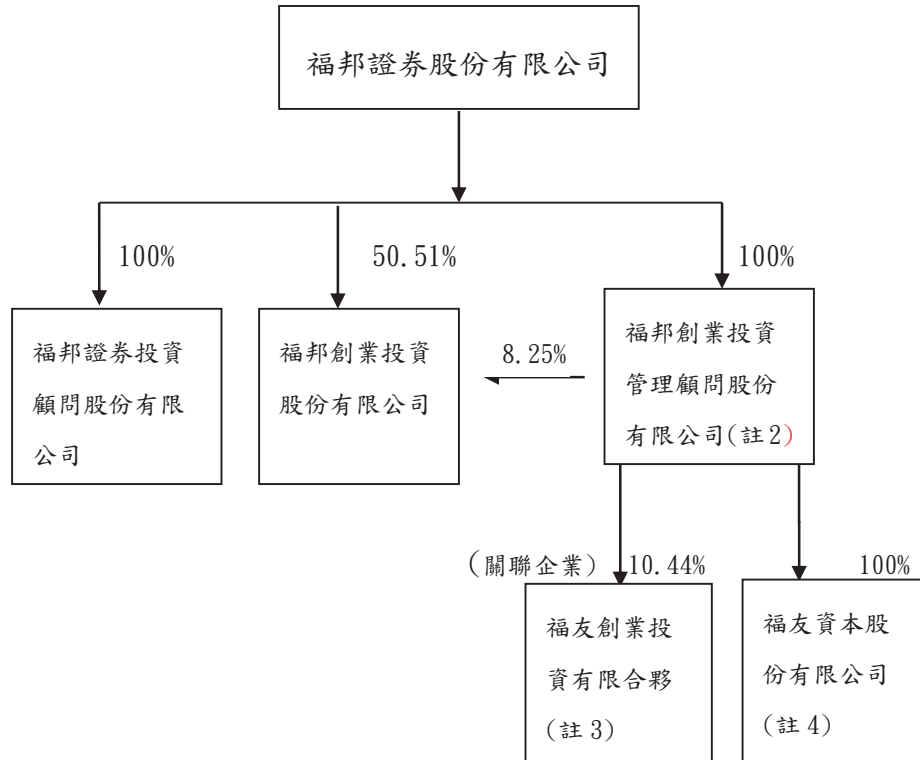 福邦證券股份有限公司
100%
50.51%
100%
福邦證券投資
顧問股份有限
公司
福邦創業投資
股份有限公司
8.25%
福邦創業投資
管理顧問股份
有限公司(註2)
(關聯企業) 10.44%
100%
福友創業投
資有限合夥
(註3)
福友資本股
份有限公司
(註4)